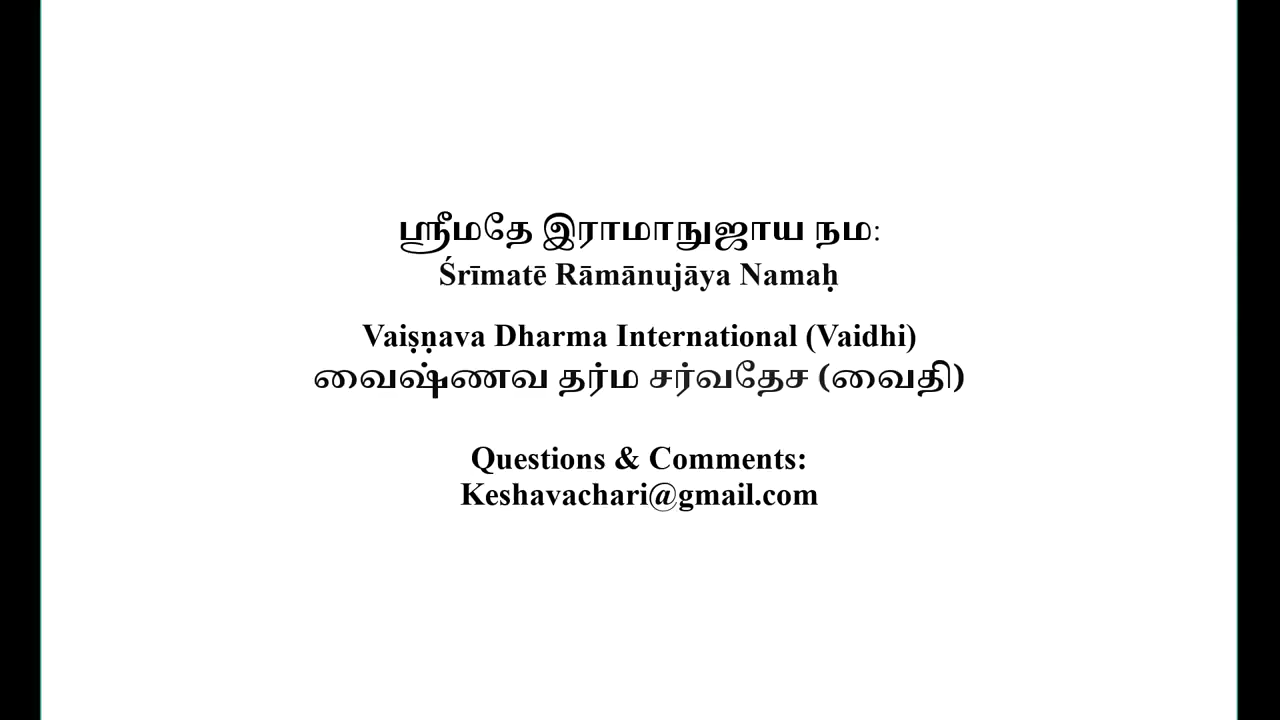 ஸ்ரீமதே இராமாநுஜாய நம:
Śrīmatē Rāmānujāya Namaḥ
Vaiṣṇava Dharma International (Vaidhi)
வைஷ்ணவ தர்ம சர்வதேச (வைதி)
Questions & Comments:
Keshavachari@gmail.com